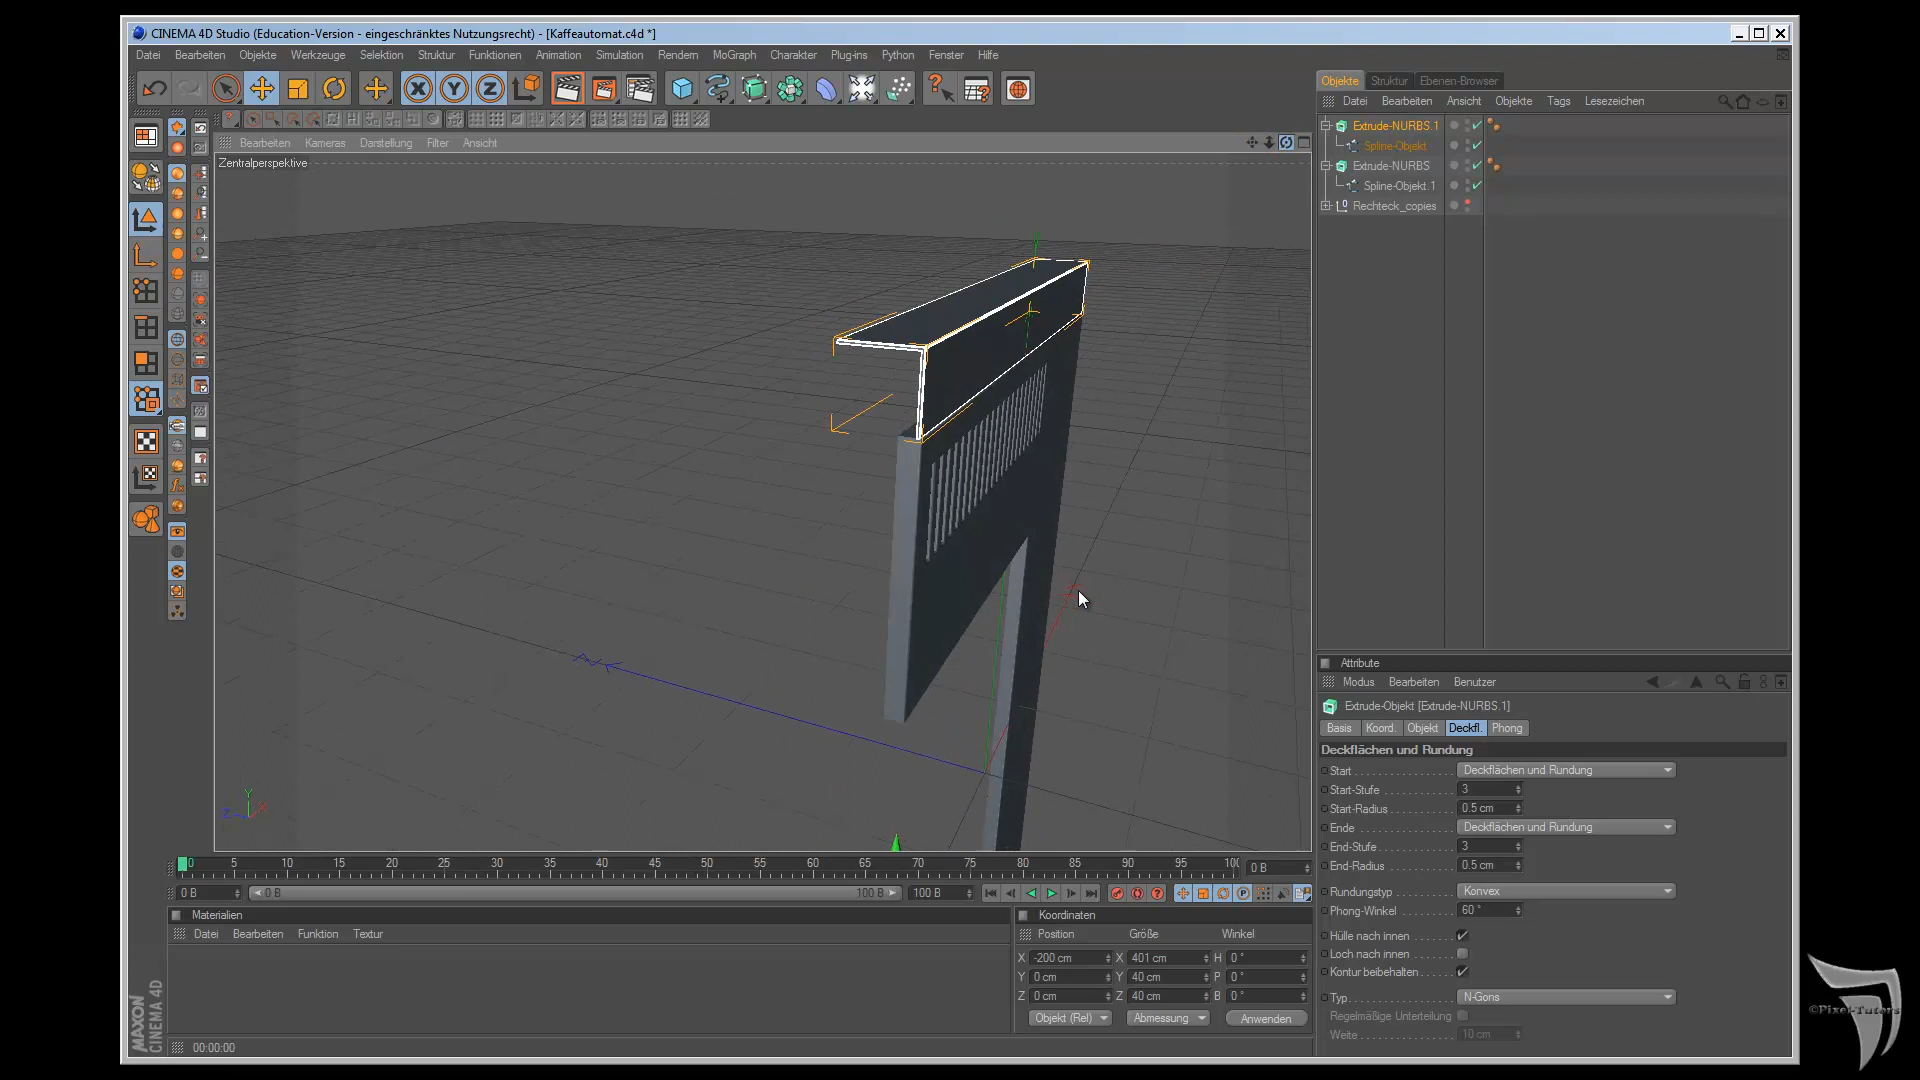 CINEMA 4D Studio (Education-Version - eingeschränktes Nutzungsrecht) - [Kaffeautomat.c4d *]
Datei Bearbeiten Objekte Werkzeuge Selektion Struktur Funktionen Animation Simulation Rendern MoGraph Charakter Plug-ins Python Fenster Hilfe
Bearbeiten Kameras Darstellung Filter Ansicht
Zentralperspektive
Objekte Struktur Ebenen-Browser
Datei Bearbeiten Ansicht Objekte Tags Lesezeichen
Extrude-NURBS.1
Spline-Objekt
Extrude-NURBS
Spline-Objekt.1
Rechteck_copies
Attribute
Modus Bearbeiten Benutzer
Extrude-Objekt [Extrude-NURBS.1]
Basis Koord. Objekt Deckfl. Phong
Deckflächen und Rundung
Start Deckflächen und Rundung
Start-Stufe 3
Start-Radius 0.5 cm
Ende Deckflächen und Rundung
End-Stufe 3
End-Radius 0.5 cm
Rundungstyp Konvex
Phong-Winkel 60 °
Hülle nach innen
Loch nach innen
Kontur beibehalten
Typ N-Gons
Regelmäßige Unterteilung
Weite 10 cm
Y
X
Z
0 5 10 15 20 25 30 35 40 45 50 55 60 65 70 75 80 85 90 95 100 0 B
0 B 0 B 100 B 100 B
Materialien
Datei Bearbeiten Funktion Textur
Koordinaten
Position Größe Winkel
X -200 cm X 401 cm H 0 °
Y 0 cm Y 40 cm P 0 °
Z 0 cm Z 40 cm B 0 °
Objekt (Rel) Abmessung Anwenden
00:00:00
MAXON
CINEMA 4D
©Pixel-Tutors